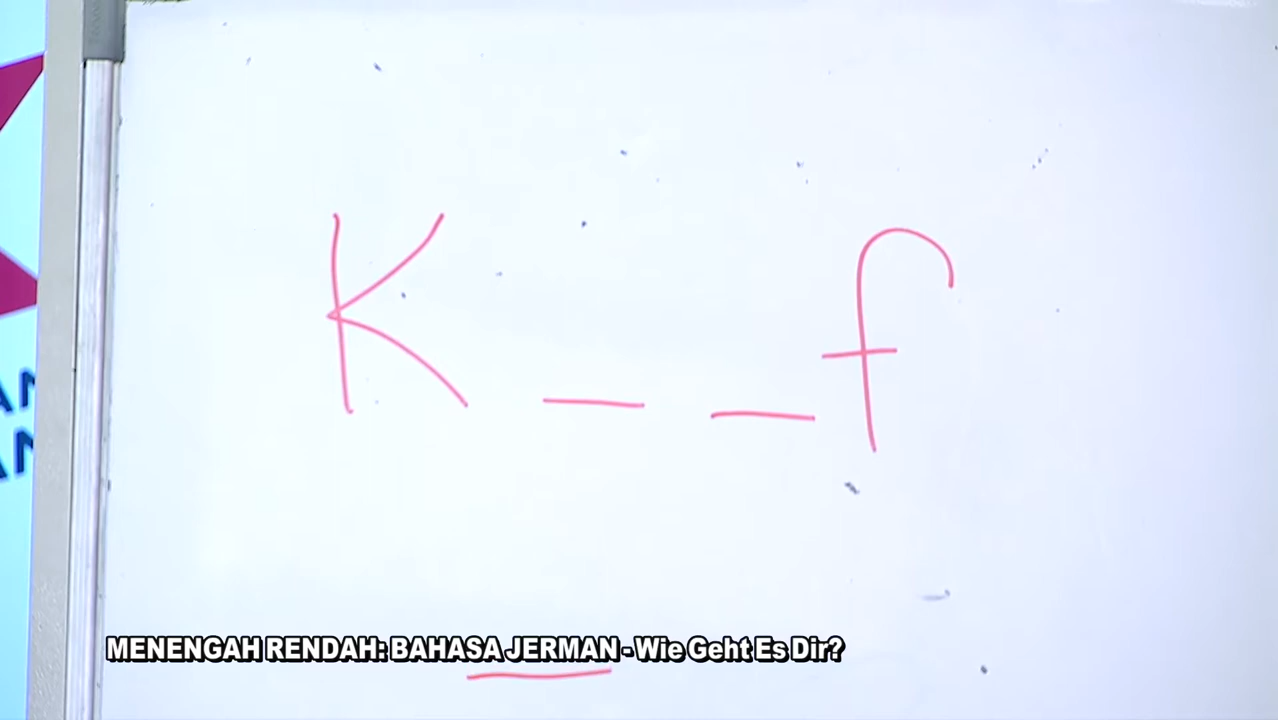 K _ _ f
MENENGAH RENDAH: BAHASA JERMAN - Wie Geht Es Dir?